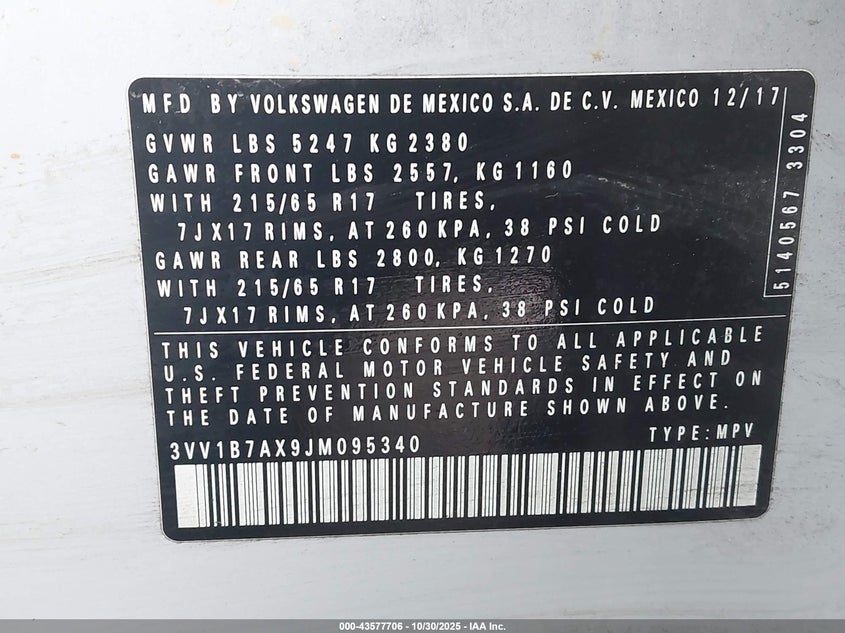 MFD BY VOLKSWAGEN DE MEXICO S.A. DE C.V. MEXICO 12/17
GVWR LBS 5247 KG 2380
GAWR FRONT LBS 2557, KG 1160
WITH 215/65 R17 TIRES,
7JX17 RIMS, AT 260 KPA, 38 PSI COLD
GAWR REAR LBS 2800, KG 1270
WITH 215/65 R17 TIRES,
7JX17 RIMS, AT 260 KPA, 38 PSI COLD
5140567 3304
THIS VEHICLE CONFORMS TO ALL APPLICABLE
U.S. FEDERAL MOTOR VEHICLE SAFETY AND
THEFT PREVENTION STANDARDS IN EFFECT ON
THE DATE OF MANUFACTURE SHOWN ABOVE.
3VV1B7AX9JM095340 TYPE: MPV
000-43577706 - 10/30/2025 - IAA Inc.